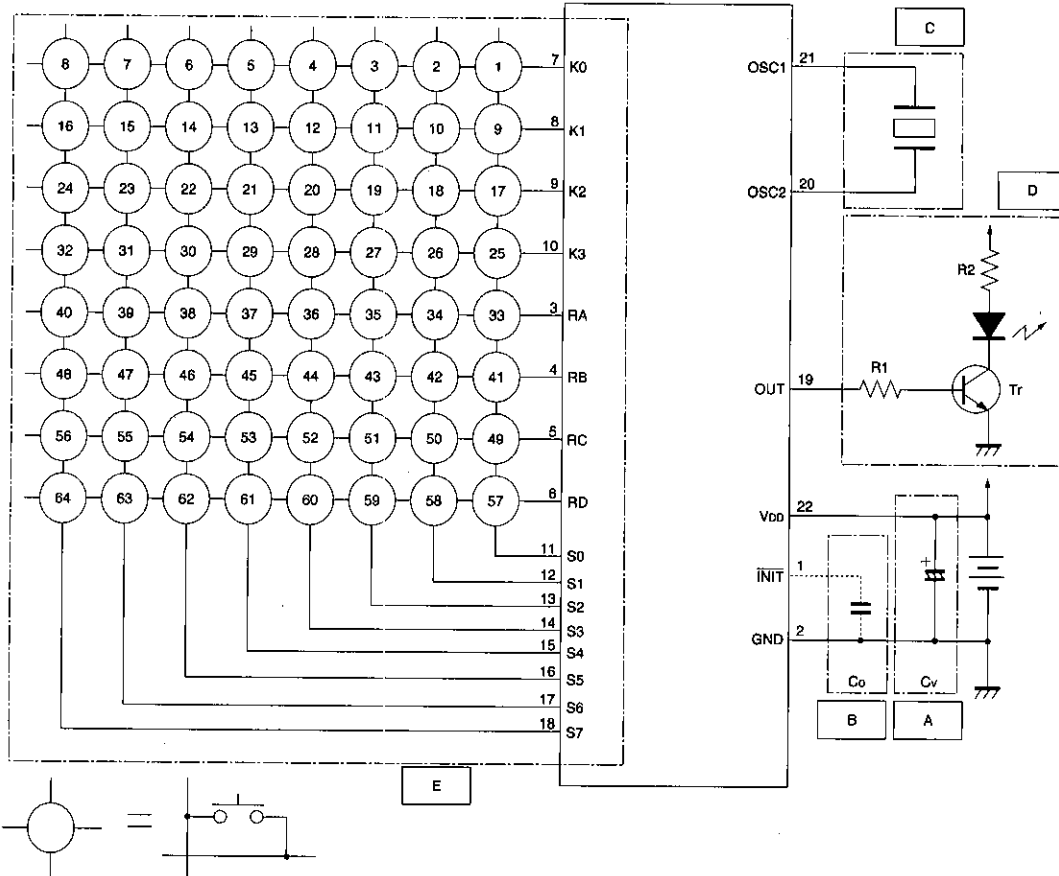 C
D
E
B
A
8 7 6 5 4 3 2 1 7 K0
16 15 14 13 12 11 10 9 8 K1
24 23 22 21 20 19 18 17 9 K2
32 31 30 29 28 27 26 25 10 K3
40 39 38 37 36 35 34 33 3 RA
48 47 46 45 44 43 42 41 4 RB
56 55 54 53 52 51 50 49 5 RC
64 63 62 61 60 59 58 57 6 RD
11 S0
12 S1
13 S2
14 S3
15 S4
16 S5
17 S6
18 S7
OSC1 21
OSC2 20
OUT 19
R1
R2
Tr
VDD 22
INIT 1
GND 2
+
Co
Cv
=